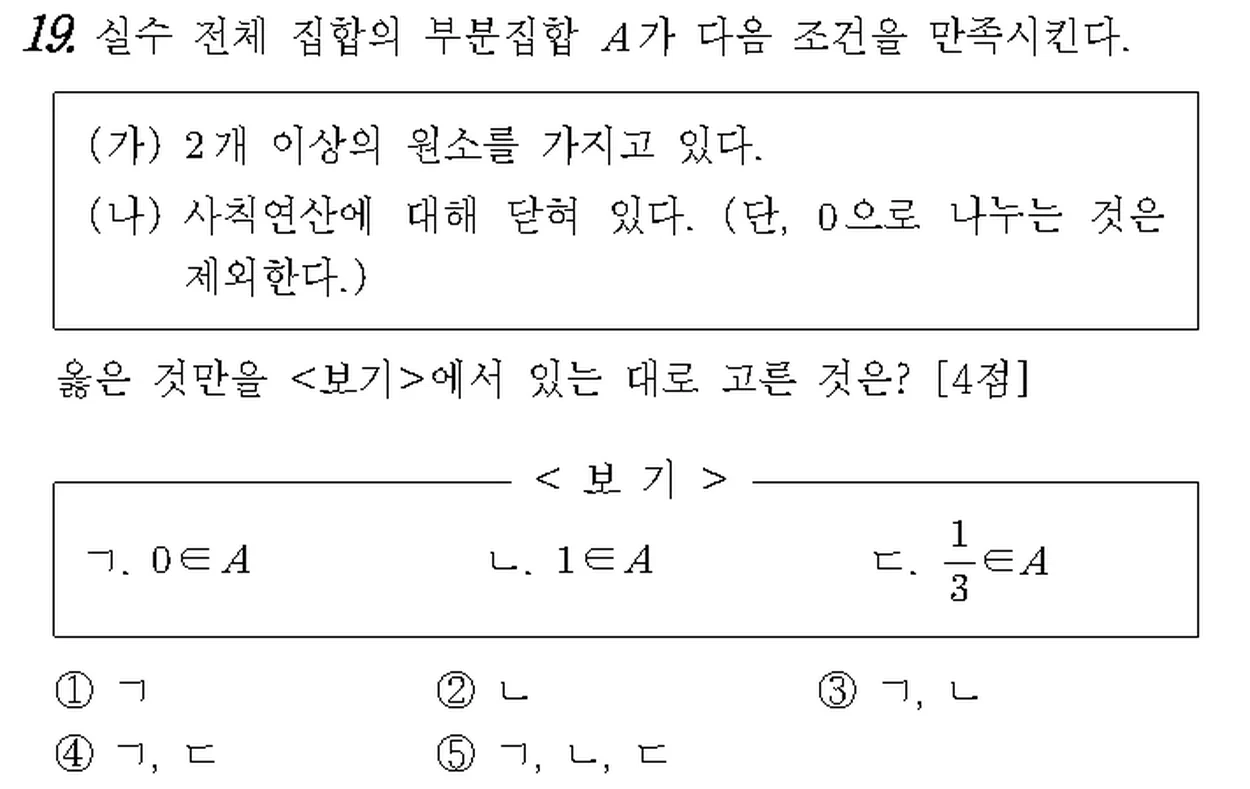 19. 실수 전체 집합의 부분집합 A가 다음 조건을 만족시킨다.
(가) 2개 이상의 원소를 가지고 있다.
(나) 사칙연산에 대해 닫혀 있다. (단, 0으로 나누는 것은
제외한다.)
옳은 것만을 <보기>에서 있는 대로 고른 것은? [4점]
< 보 기 >
ㄱ. 0∈A ㄴ. 1∈A ㄷ. 1/3∈A
① ㄱ ② ㄴ ③ ㄱ, ㄴ
④ ㄱ, ㄷ ⑤ ㄱ, ㄴ, ㄷ